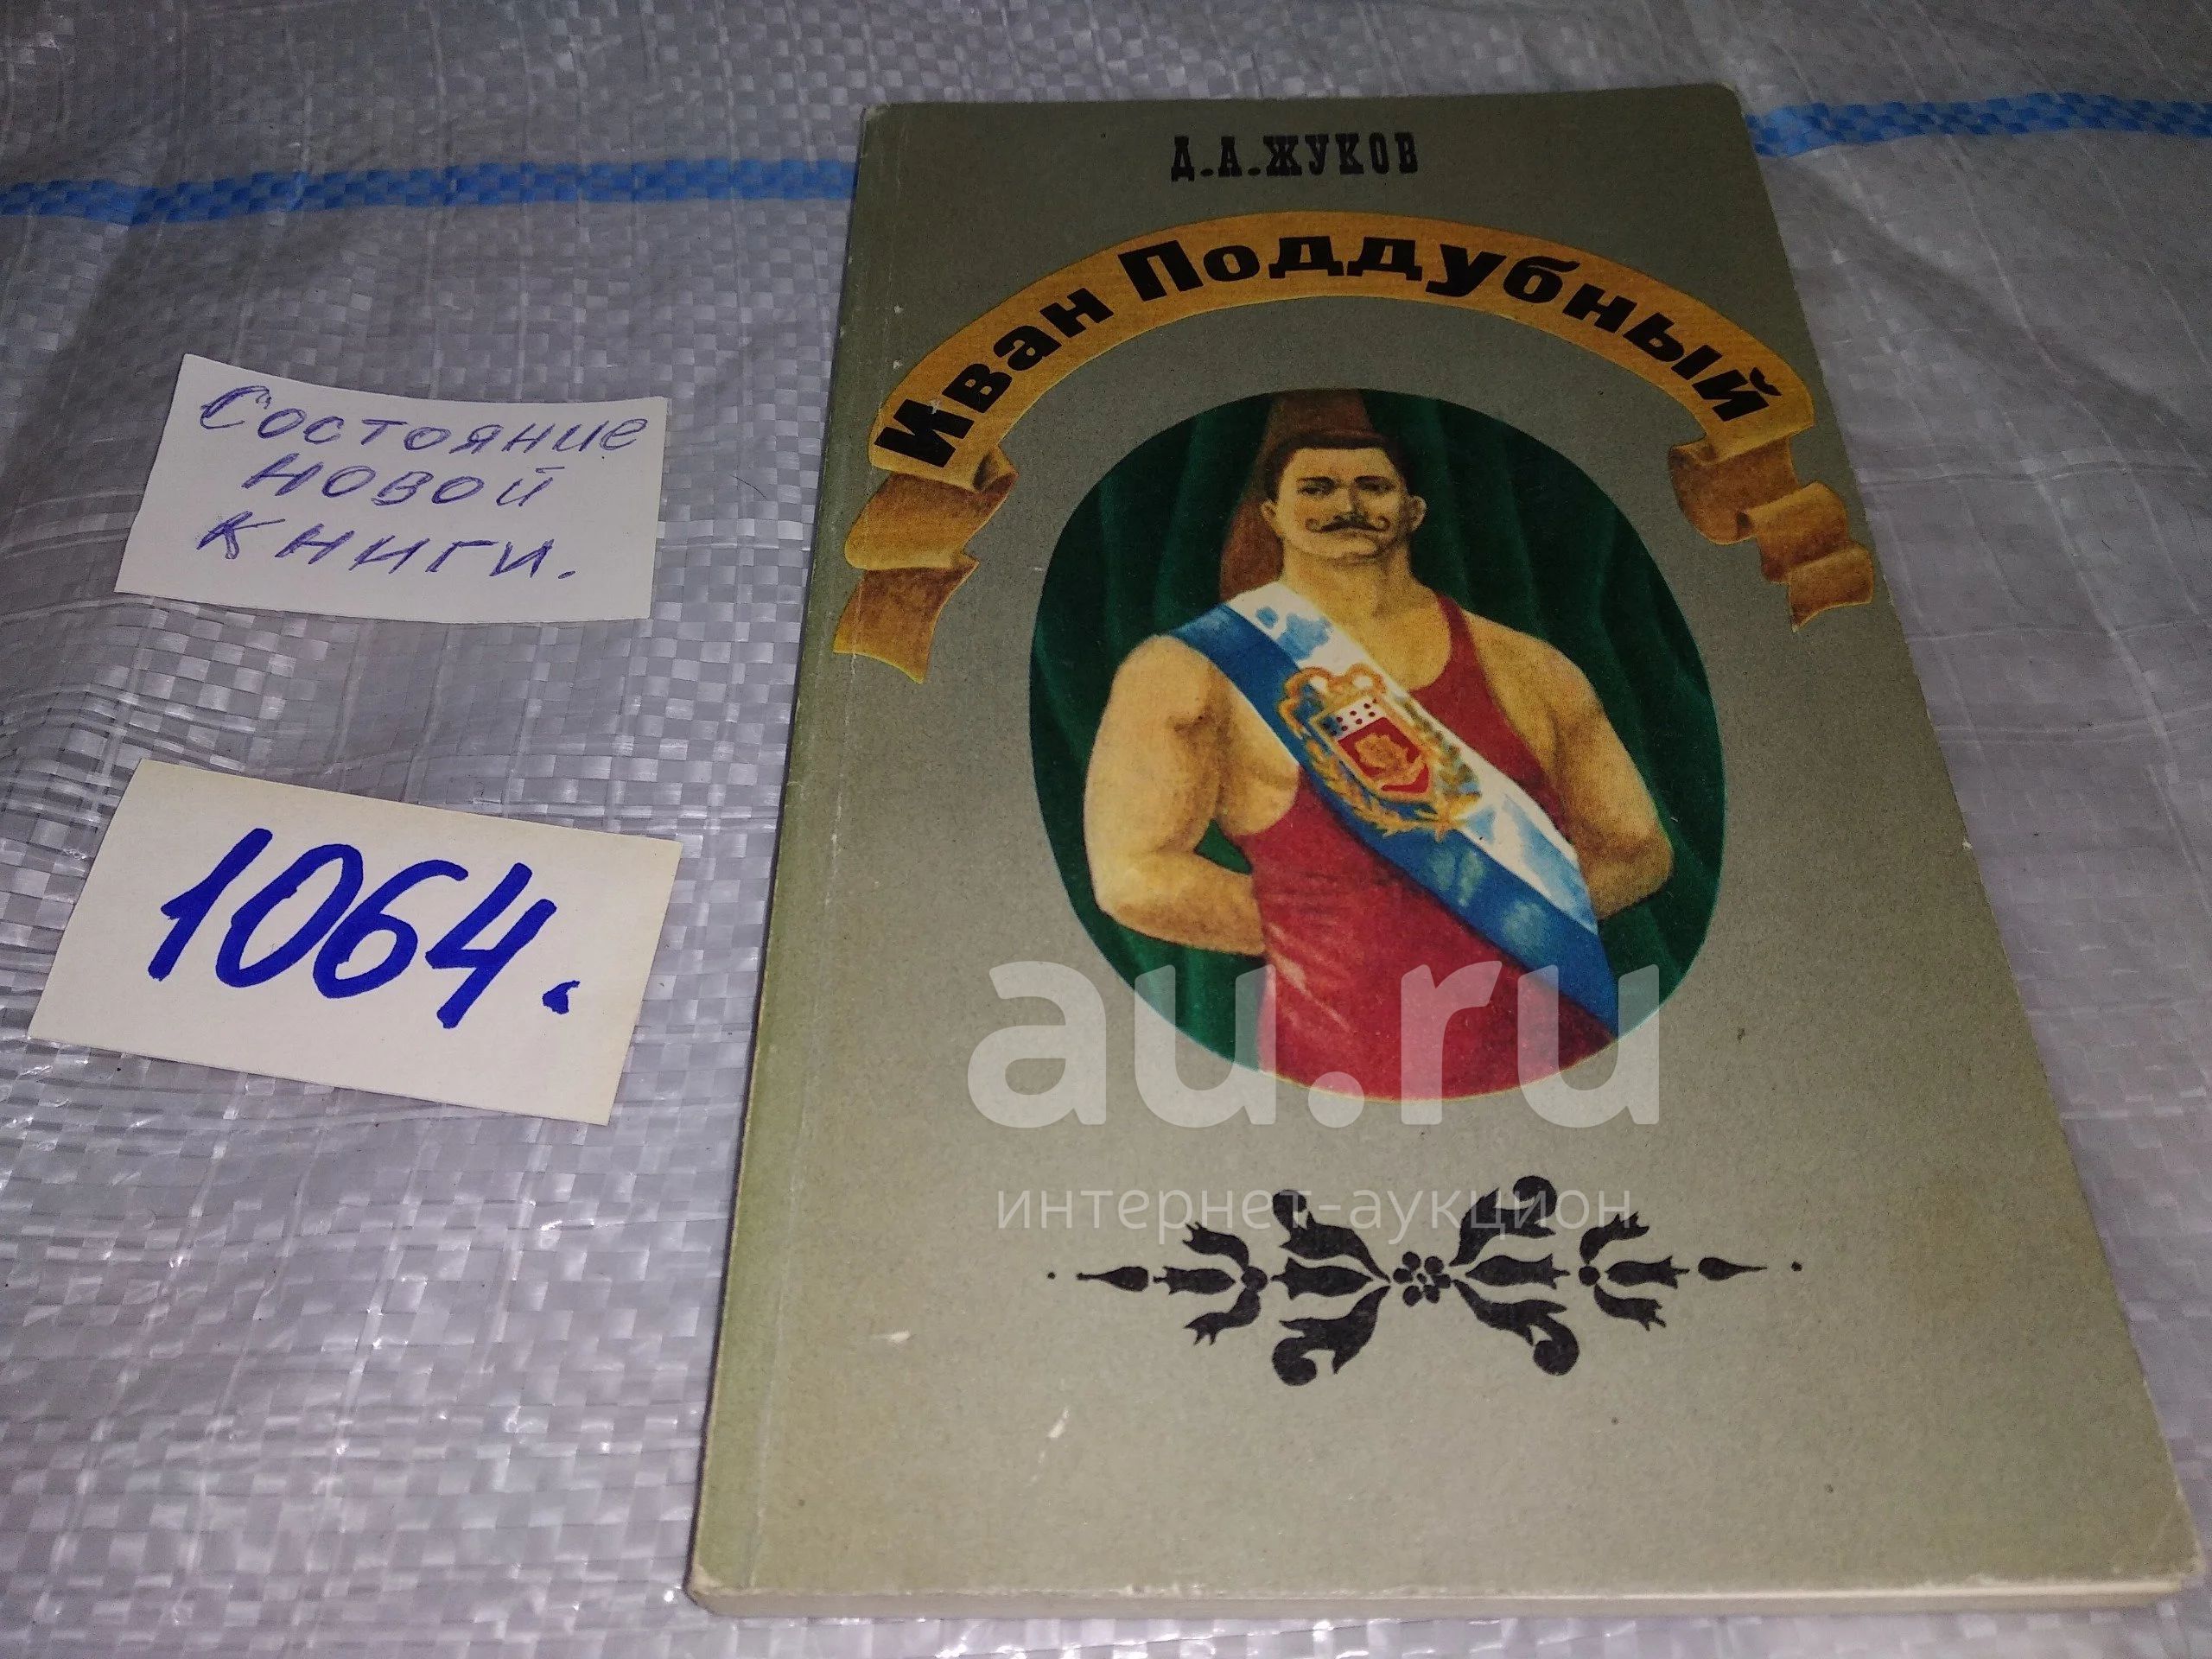 Д.А.ЖУКОВ
Иван Поддубный
Состояние
новой
книги.
1064.
au.ru
интернет-аукцион